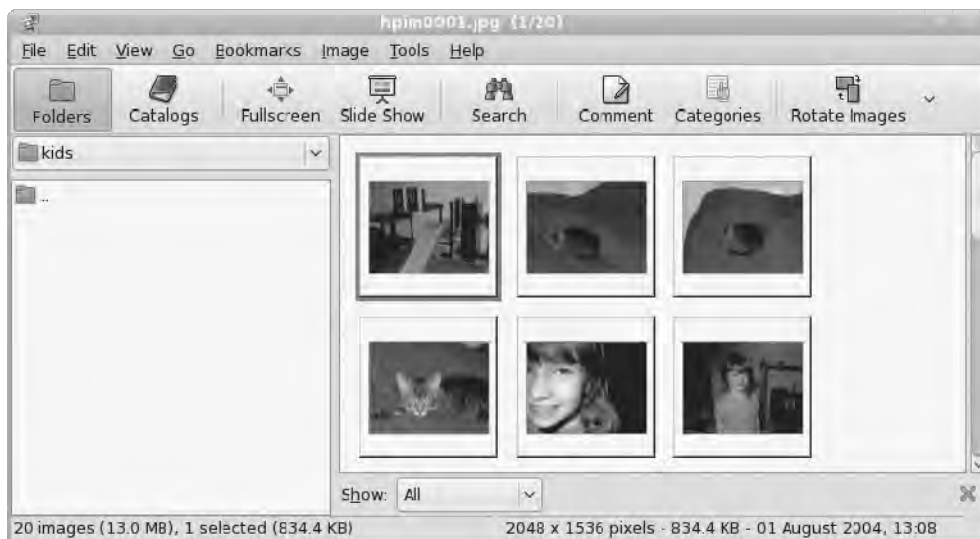 hpim0001.jpg (1/20)
File Edit View Go Bookmarks Image Tools Help
Folders Catalogs Fullscreen Slide Show Search Comment Categories Rotate Images
kids
..
Show: All
20 images (13.0 MB), 1 selected (834.4 KB) 2048 x 1536 pixels - 834.4 KB - 01 August 2004, 13:08